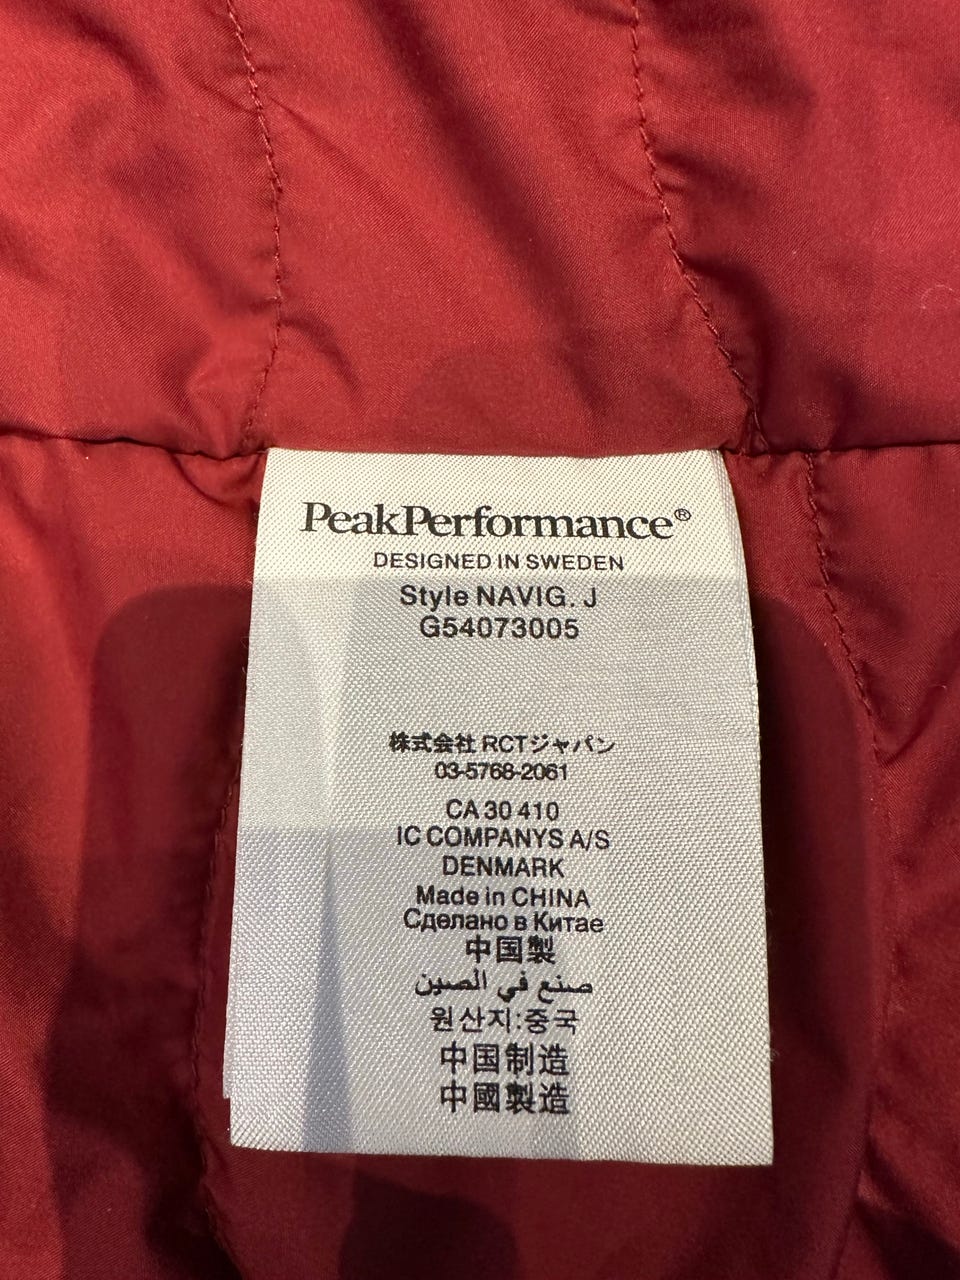 PeakPerformance®
DESIGNED IN SWEDEN
Style NAVIG. J
G54073005
株式会社 RCTジャパン
03-5768-2061
CA 30 410
IC COMPANYS A/S
DENMARK
Made in CHINA
Сделано в Китае
中国製
صنع في الصين
원산지:중국
中国制造
中國製造